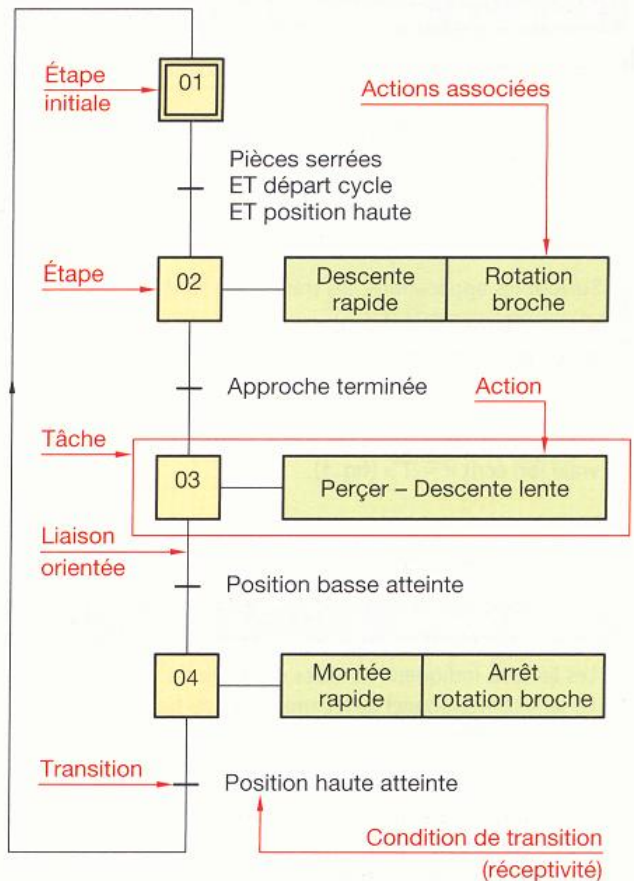 Étape
initiale
01
Actions associées
Pièces serrées
ET départ cycle
ET position haute
Étape
02
Descente
rapide
Rotation
broche
Approche terminée
Action
Tâche
03
Perçer – Descente lente
Liaison
orientée
Position basse atteinte
04
Montée
rapide
Arrêt
rotation broche
Transition
Position haute atteinte
Condition de transition
(réceptivité)